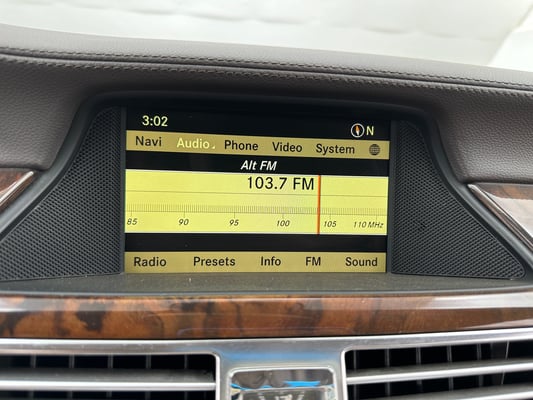 3:02 N
Navi Audio Phone Video System
Alt FM
103.7 FM
85 90 95 100 105 110 MHz
Radio Presets Info FM Sound